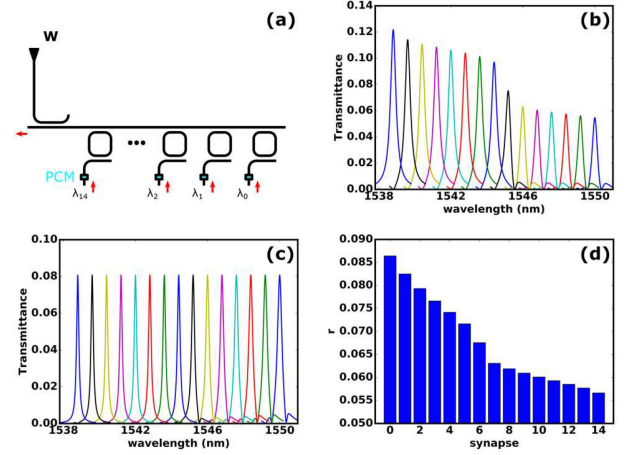 (a)
W
PCM
λ14
λ2
λ1
λ0
(b)
0.14
0.12
0.10
0.08
0.06
0.04
0.02
0.00
Transmittance
1538
1542
1546
1550
wavelength (nm)
(c)
0.10
0.08
0.06
0.04
0.02
0.00
Transmittance
1538
1542
1546
1550
wavelength (nm)
(d)
0.090
0.085
0.080
0.075
0.070
0.065
0.060
0.055
0.050
r
0
2
4
6
8
10
12
14
synapse